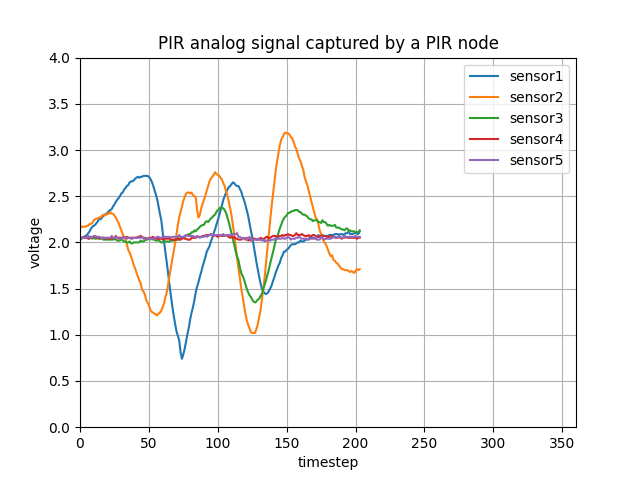 PIR analog signal captured by a PIR node
4.0
3.5
3.0
2.5
2.0
1.5
1.0
0.5
0.0
voltage
sensor1
sensor2
sensor3
sensor4
sensor5
0 50 100 150 200 250 300 350
timestep